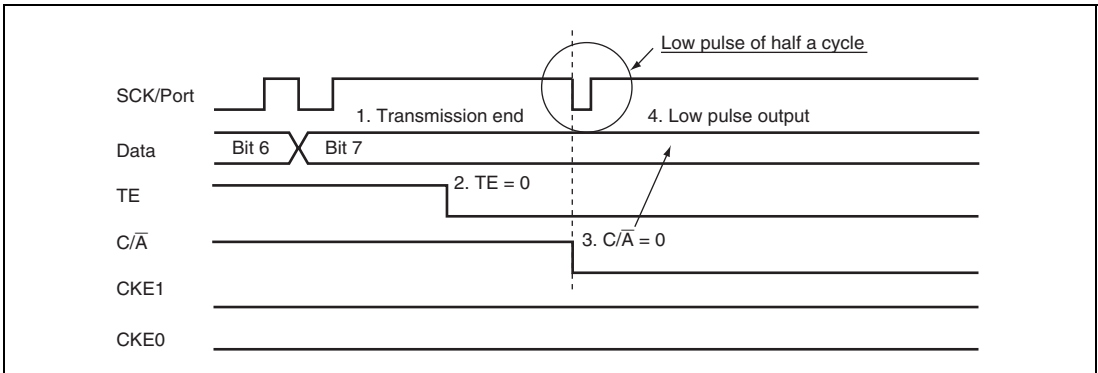 Low pulse of half a cycle
SCK/Port
1. Transmission end
4. Low pulse output
Data
Bit 6
Bit 7
TE
2. TE = 0
C/A̅
3. C/A̅ = 0
CKE1
CKE0